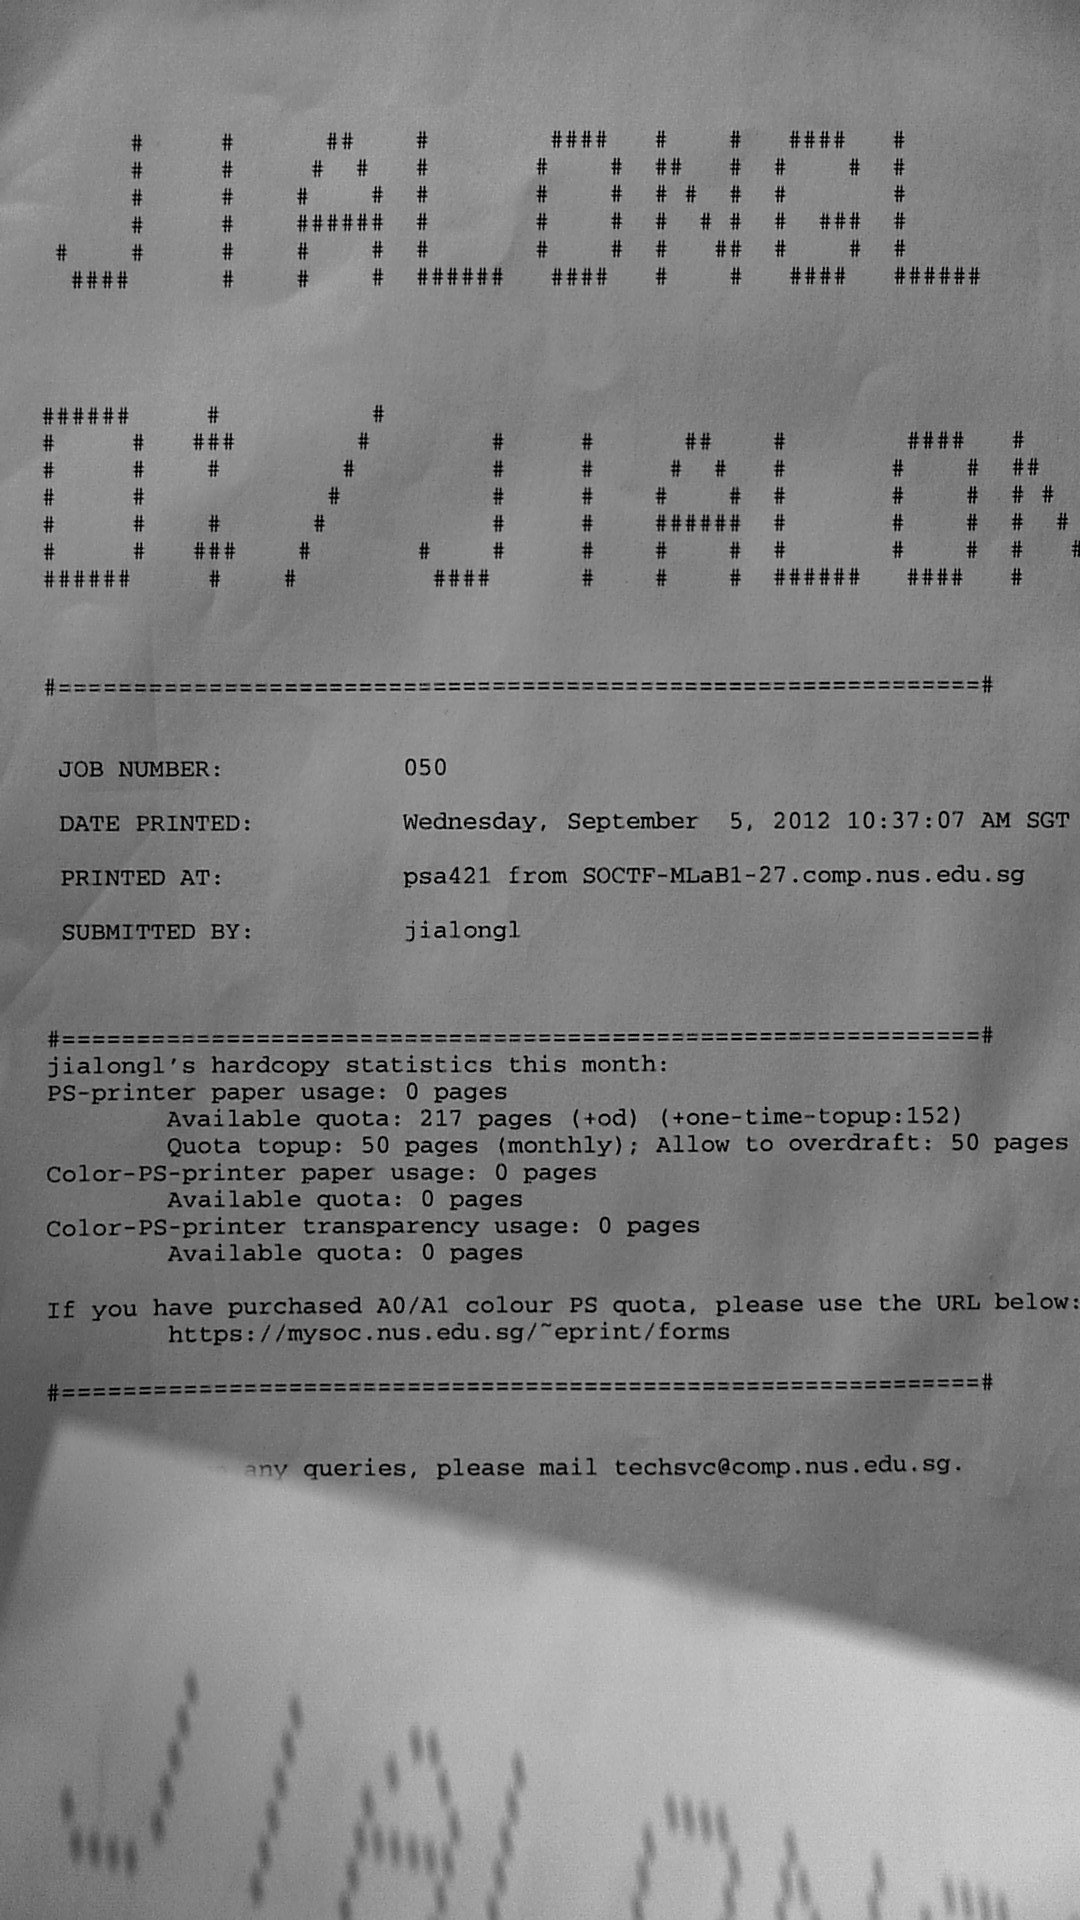 JIALONGL
D:/JIALON
#==============================================================#
JOB NUMBER: 050
DATE PRINTED: Wednesday, September  5, 2012 10:37:07 AM SGT
PRINTED AT: psa421 from SOCTF-MLaB1-27.comp.nus.edu.sg
SUBMITTED BY: jialongl
#==============================================================#
jialongl's hardcopy statistics this month:
PS-printer paper usage: 0 pages
Available quota: 217 pages (+od) (+one-time-topup:152)
Quota topup: 50 pages (monthly); Allow to overdraft: 50 pages
Color-PS-printer paper usage: 0 pages
Available quota: 0 pages
Color-PS-printer transparency usage: 0 pages
Available quota: 0 pages
If you have purchased A0/A1 colour PS quota, please use the URL below:
https://mysoc.nus.edu.sg/~eprint/forms
#==============================================================#
any queries, please mail techsvc@comp.nus.edu.sg.
JIALON